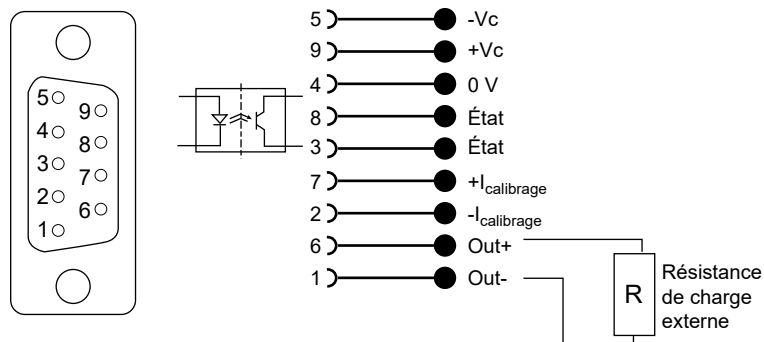 5
9
4
8
3
7
2
6
1
5 -Vc
9 +Vc
4 0 V
8 État
3 État
7 +Icalibrage
2 -Icalibrage
6 Out+
1 Out-
R
Résistance
de charge
externe